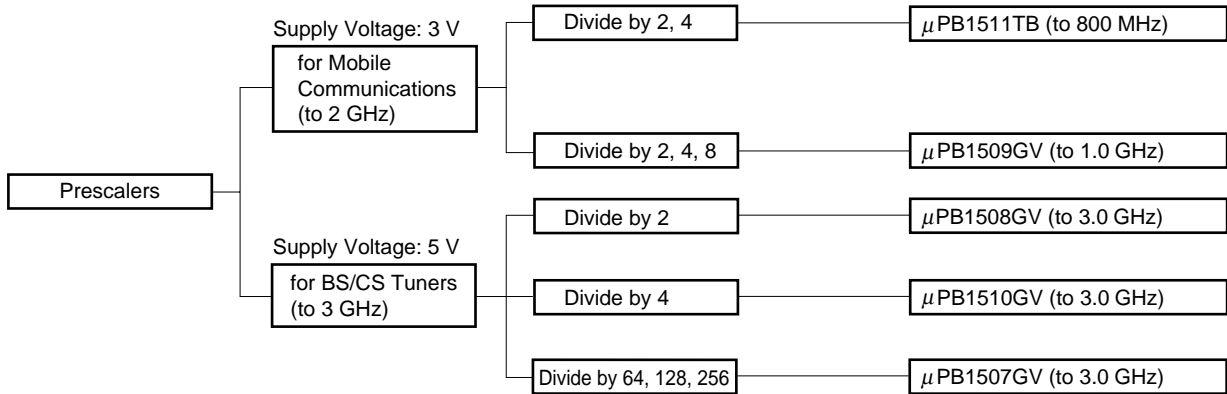 Prescalers
Supply Voltage: 3 V
for Mobile
Communications
(to 2 GHz)
Divide by 2, 4
μPB1511TB (to 800 MHz)
Divide by 2, 4, 8
μPB1509GV (to 1.0 GHz)
Supply Voltage: 5 V
for BS/CS Tuners
(to 3 GHz)
Divide by 2
μPB1508GV (to 3.0 GHz)
Divide by 4
μPB1510GV (to 3.0 GHz)
Divide by 64, 128, 256
μPB1507GV (to 3.0 GHz)